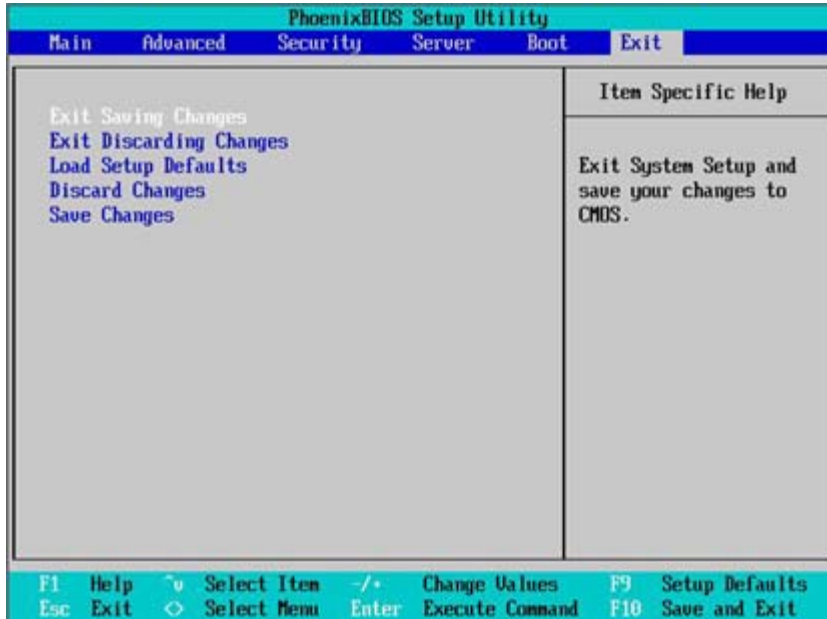 PhoenixBIOS Setup Utility
Main Advanced Security Server Boot Exit
Item Specific Help
Exit Saving Changes
Exit Discarding Changes
Load Setup Defaults
Discard Changes
Save Changes
Exit System Setup and
save your changes to
CMOS.
F1 Help ^v Select Item -/+ Change Values F9 Setup Defaults
Esc Exit <> Select Menu Enter Execute Command F10 Save and Exit